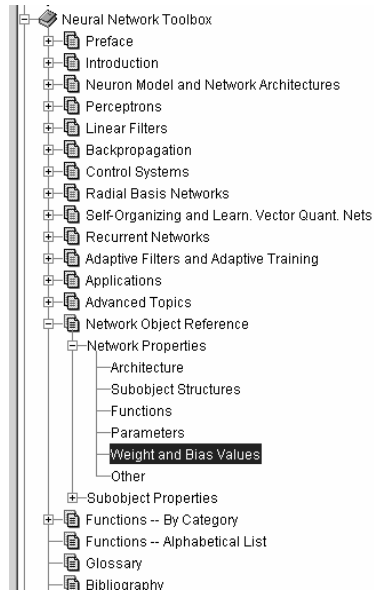 Neural Network Toolbox
Preface
Introduction
Neuron Model and Network Architectures
Perceptrons
Linear Filters
Backpropagation
Control Systems
Radial Basis Networks
Self-Organizing and Learn. Vector Quant. Nets
Recurrent Networks
Adaptive Filters and Adaptive Training
Applications
Advanced Topics
Network Object Reference
Network Properties
Architecture
Subobject Structures
Functions
Parameters
Weight and Bias Values
Other
Subobject Properties
Functions -- By Category
Functions -- Alphabetical List
Glossary
Bibliography